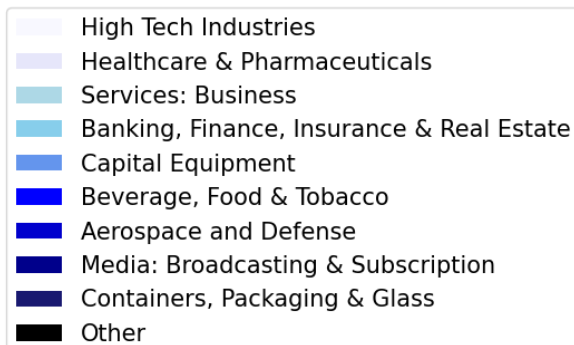 High Tech Industries
Healthcare & Pharmaceuticals
Services: Business
Banking, Finance, Insurance & Real Estate
Capital Equipment
Beverage, Food & Tobacco
Aerospace and Defense
Media: Broadcasting & Subscription
Containers, Packaging & Glass
Other